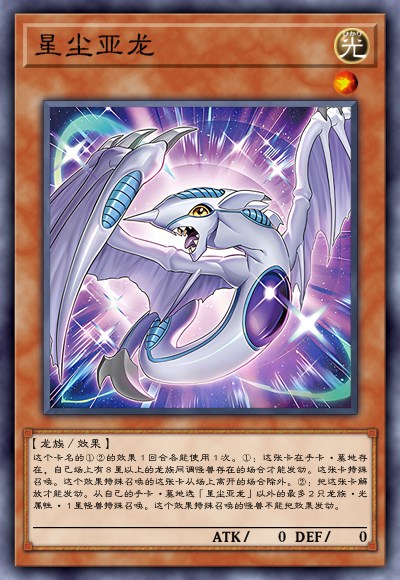 星尘亚龙
光
【龙族/效果】
这个卡名的①②的效果1回合各能使用1次。①：这张卡在手卡・墓地存
在，自己场上有8星以上的龙族同调怪兽存在的场合才能发动。这张卡特殊
召唤。这个效果特殊召唤的这张卡从场上离开的场合除外。②：把这张卡解
放才能发动。从自己的手卡・墓地选「星尘亚龙」以外的最多2只龙族・光
属性・1星怪兽特殊召唤。这个效果特殊召唤的怪兽不能把效果发动。
ATK/ 0 DEF/ 0